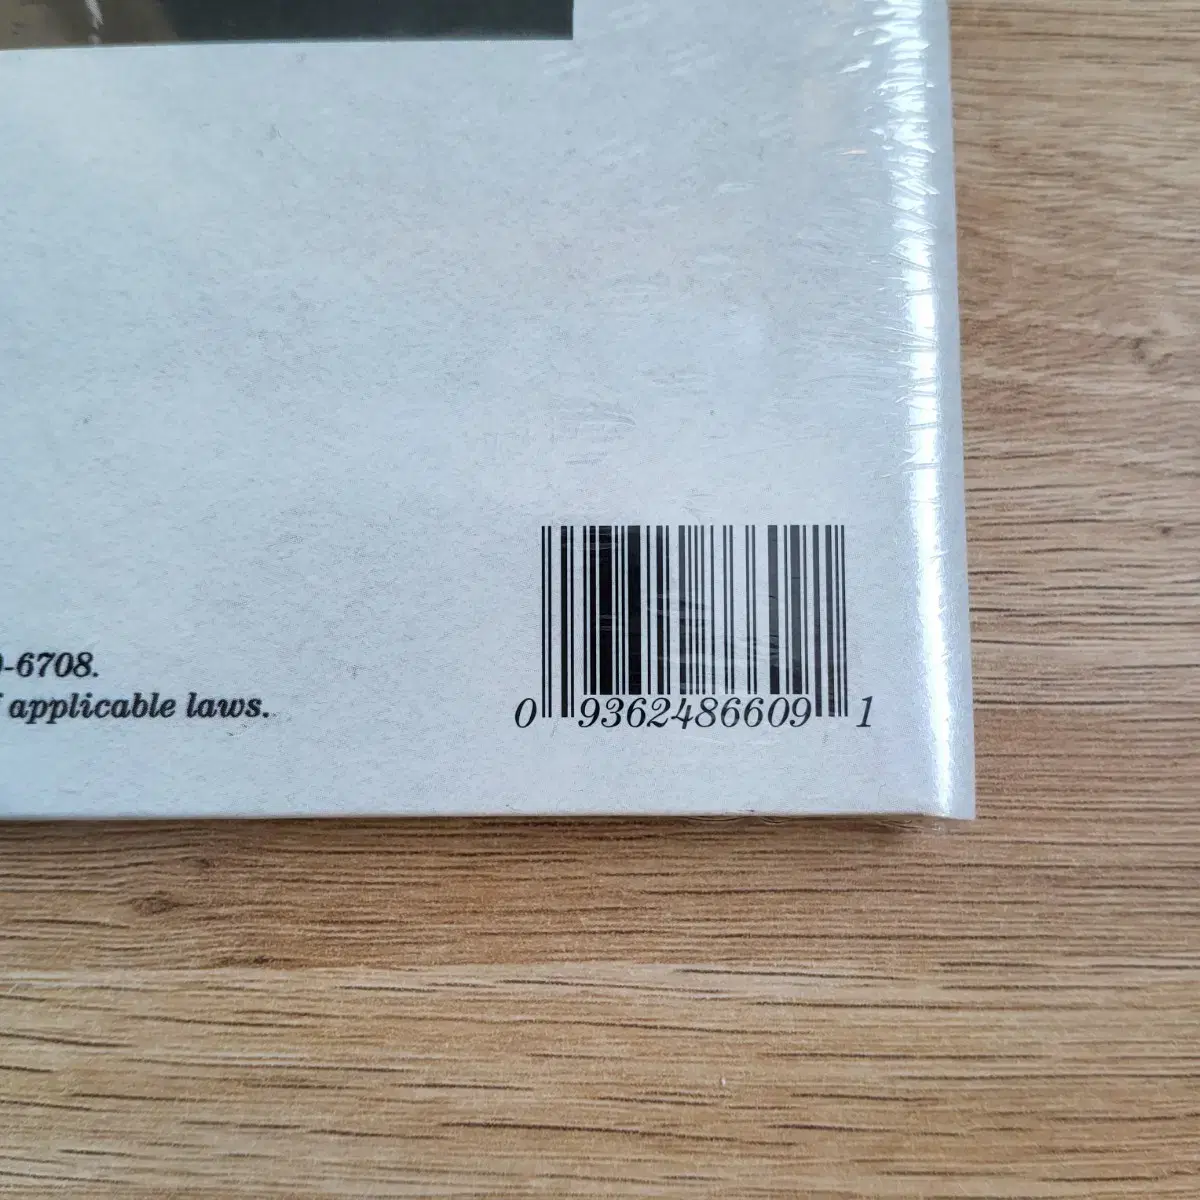 )-6708.
applicable laws.
0 9362486609 1